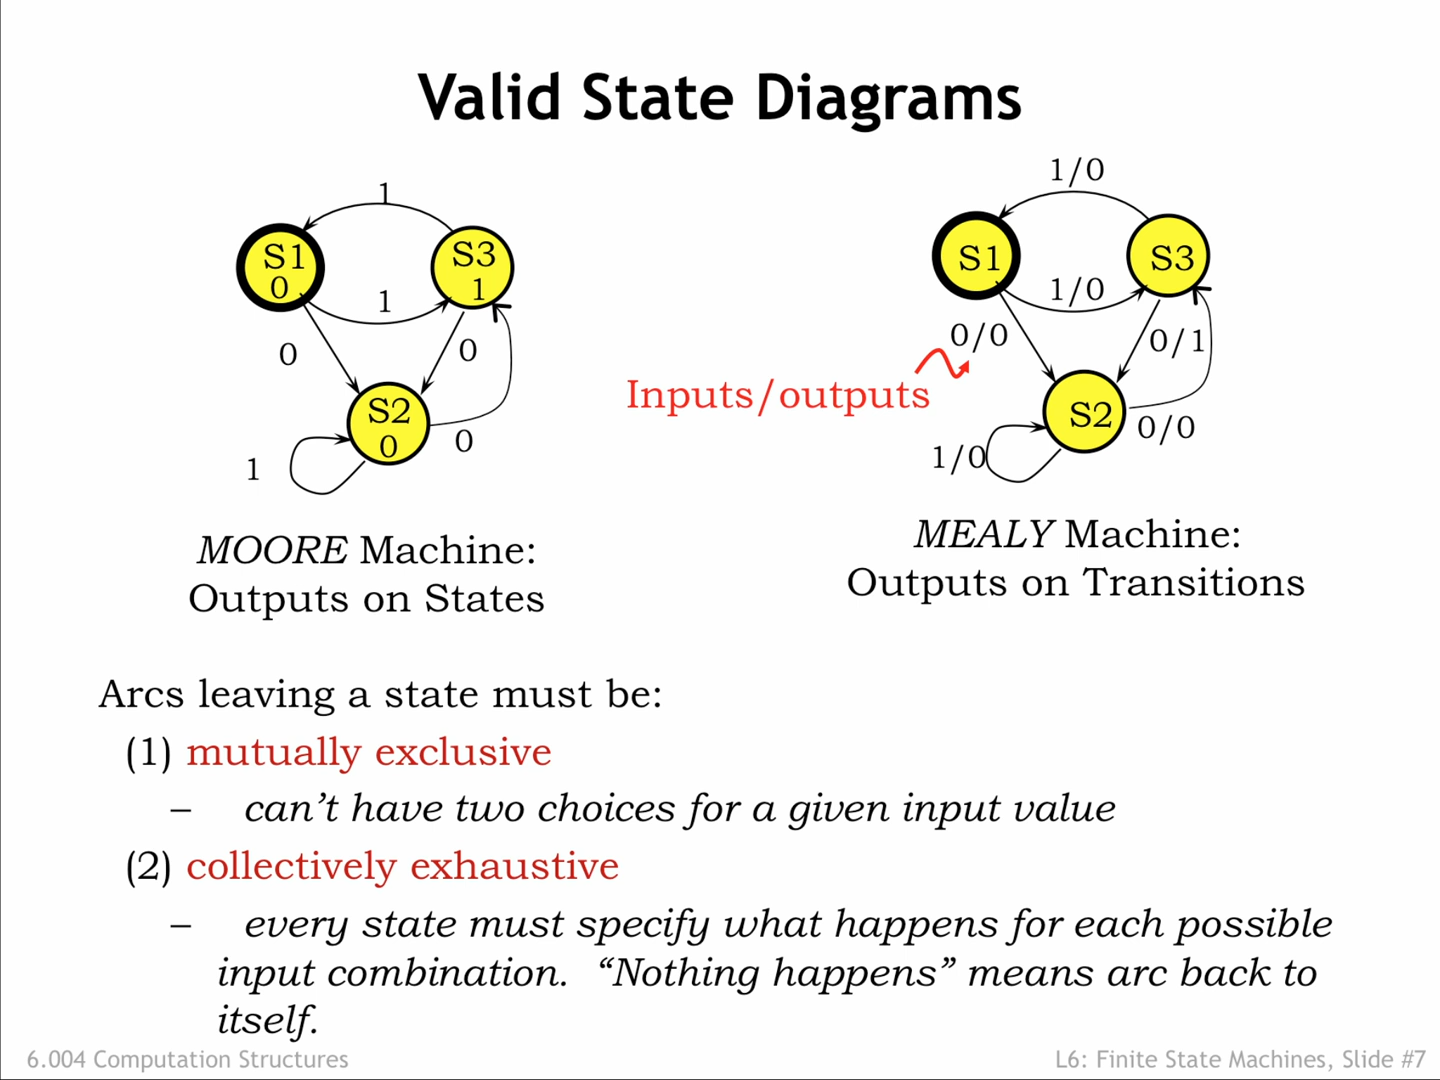 Valid State Diagrams
1
S1
0
S3
1
1
0
0
S2
0
0
1
MOORE Machine:
Outputs on States
1/0
S1
S3
1/0
0/0
0/1
Inputs/outputs
S2
0/0
1/0
MEALY Machine:
Outputs on Transitions
Arcs leaving a state must be:
(1) mutually exclusive
– can’t have two choices for a given input value
(2) collectively exhaustive
– every state must specify what happens for each possible
input combination. “Nothing happens” means arc back to
itself.
6.004 Computation Structures
L6: Finite State Machines, Slide #7